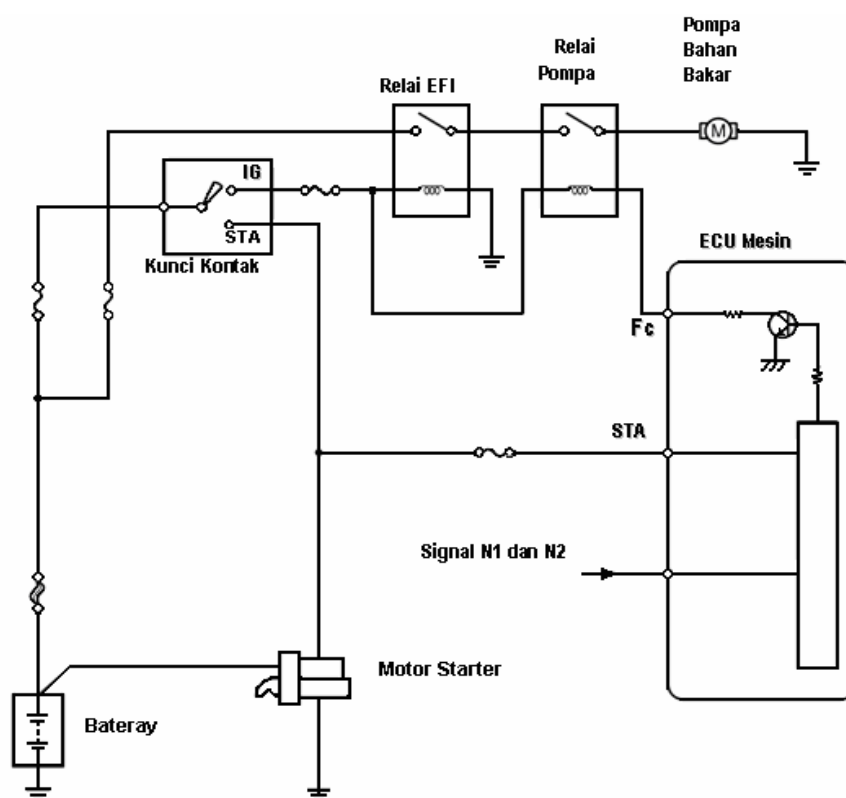 Pompa
Bahan
Bakar
Relai
Pompa
Relai EFI
M
IG
STA
Kunci Kontak
ECU Mesin
Fc
STA
Signal N1 dan N2
Motor Starter
Bateray